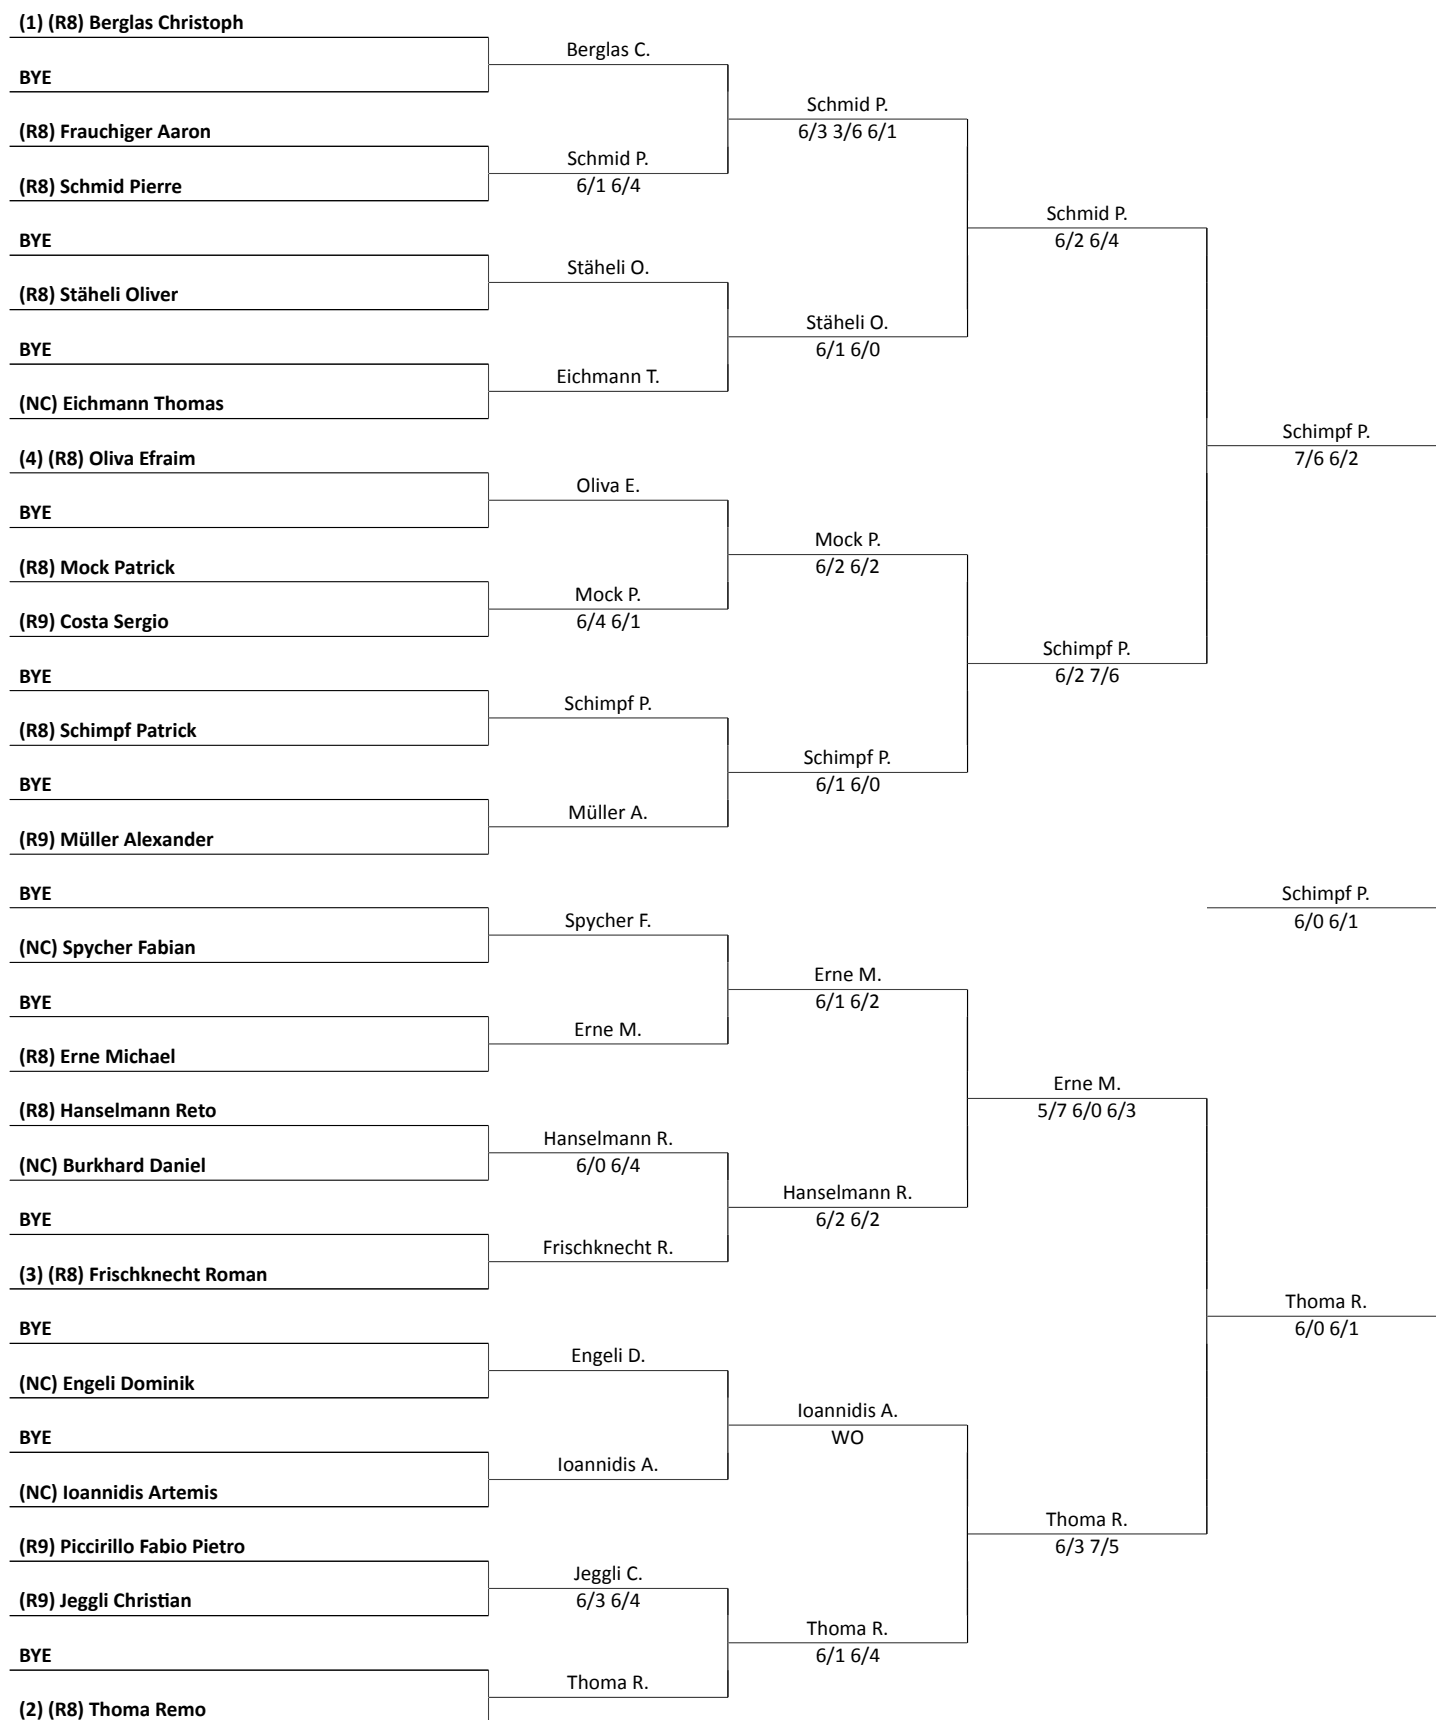 (1) (R8) Berglas Christoph
BYE
(R8) Frauchiger Aaron
(R8) Schmid Pierre
BYE
(R8) Stäheli Oliver
BYE
(NC) Eichmann Thomas
(4) (R8) Oliva Efraim
BYE
(R8) Mock Patrick
(R9) Costa Sergio
BYE
(R8) Schimpf Patrick
BYE
(R9) Müller Alexander
BYE
(NC) Spycher Fabian
BYE
(R8) Erne Michael
(R8) Hanselmann Reto
(NC) Burkhard Daniel
BYE
(3) (R8) Frischknecht Roman
BYE
(NC) Engeli Dominik
BYE
(NC) Ioannidis Artemis
(R9) Piccirillo Fabio Pietro
(R9) Jeggli Christian
BYE
(2) (R8) Thoma Remo
Berglas C.
Schmid P.
6/1 6/4
Stäheli O.
Eichmann T.
Oliva E.
Mock P.
6/4 6/1
Schimpf P.
Müller A.
Spycher F.
Erne M.
Hanselmann R.
6/0 6/4
Frischknecht R.
Engeli D.
Ioannidis A.
Jeggli C.
6/3 6/4
Thoma R.
Schmid P.
6/3 3/6 6/1
Stäheli O.
6/1 6/0
Mock P.
6/2 6/2
Schimpf P.
6/1 6/0
Erne M.
6/1 6/2
Hanselmann R.
6/2 6/2
Ioannidis A.
WO
Thoma R.
6/1 6/4
Schmid P.
6/2 6/4
Schimpf P.
6/2 7/6
Erne M.
5/7 6/0 6/3
Thoma R.
6/3 7/5
Schimpf P.
7/6 6/2
Schimpf P.
6/0 6/1
Thoma R.
6/0 6/1